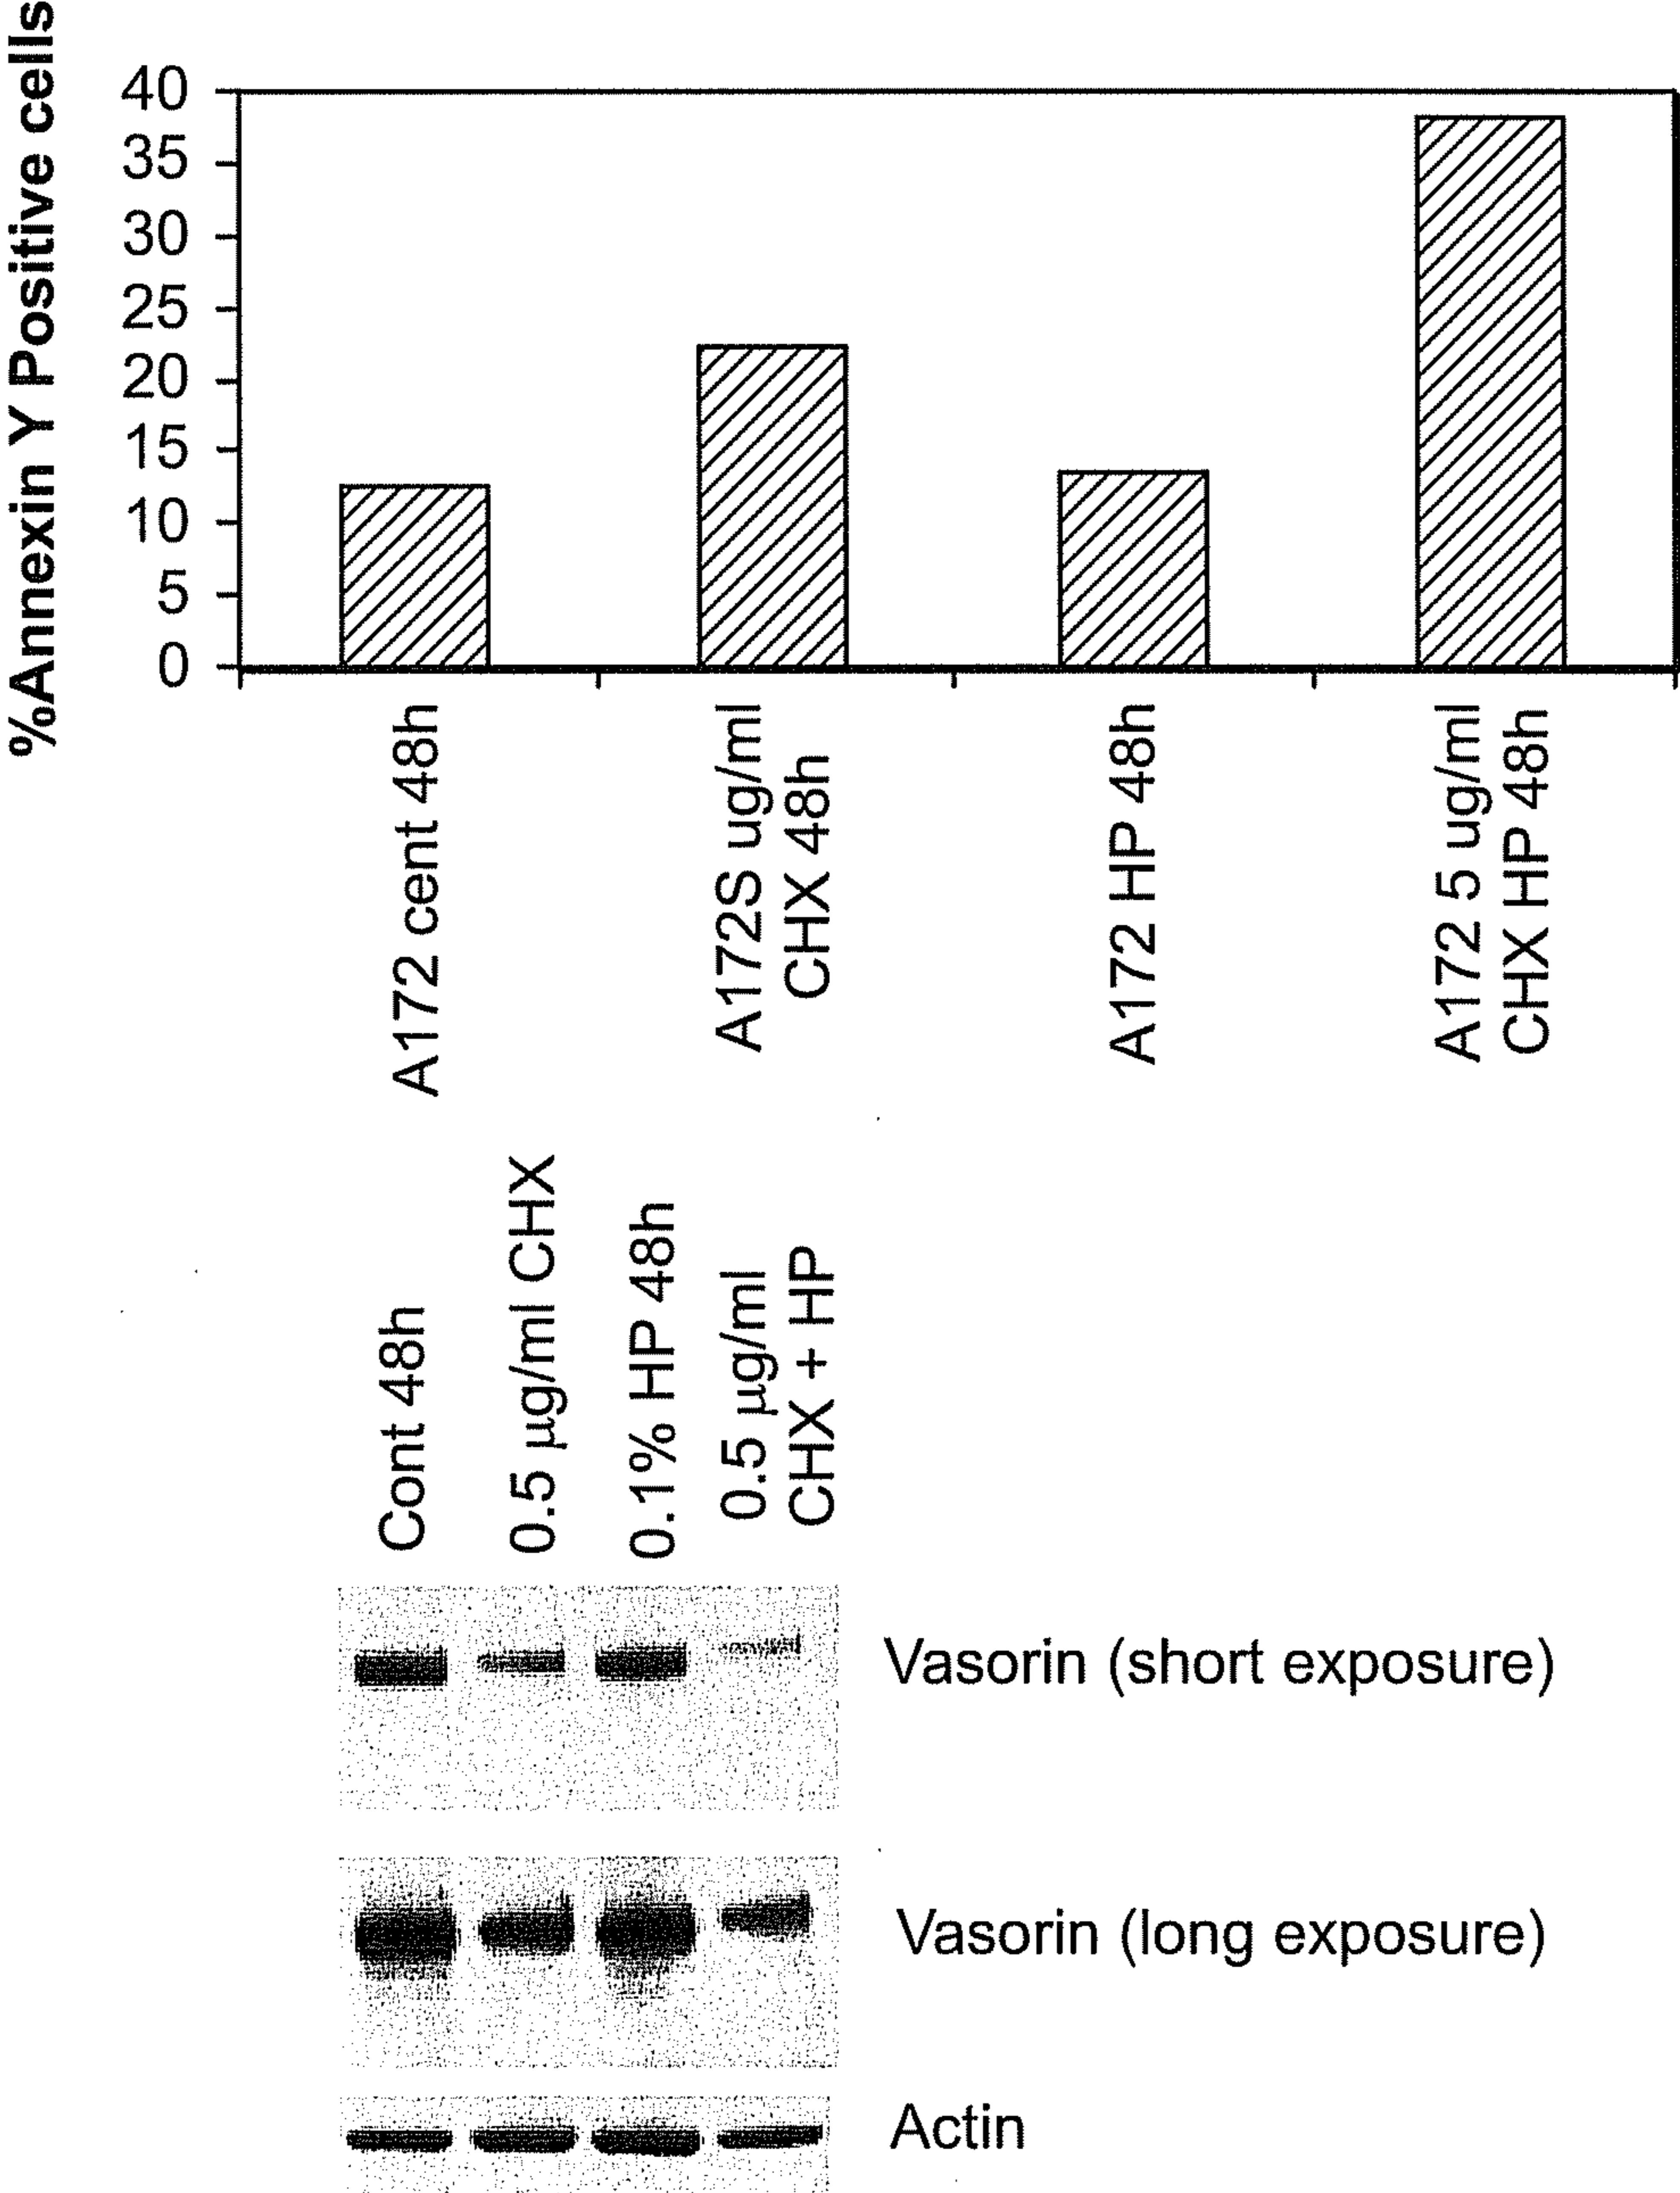 %Annexin Y Positive cells
40
35
30
25
20
15
10
5
0
A172 cent 48h
A172S ug/ml
CHX 48h
A172 HP 48h
A172 5 ug/ml
CHX HP 48h
Cont 48h
0.5 μg/ml CHX
0.1% HP 48h
0.5 μg/ml
CHX + HP
Vasorin (short exposure)
Vasorin (long exposure)
Actin